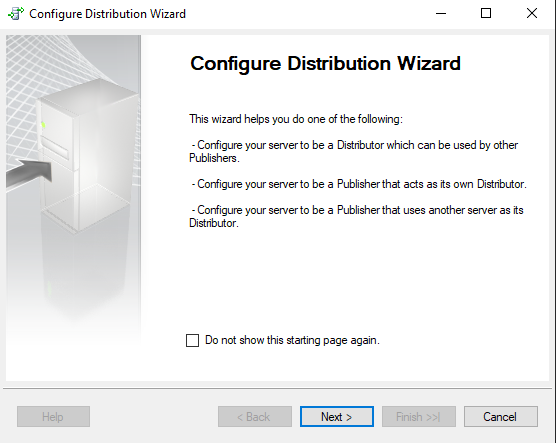 Configure Distribution Wizard
Configure Distribution Wizard
This wizard helps you do one of the following:
- Configure your server to be a Distributor which can be used by other
Publishers.
- Configure your server to be a Publisher that acts as its own Distributor.
- Configure your server to be a Publisher that uses another server as its
Distributor.
Do not show this starting page again.
Help
< Back
Next >
Finish >>|
Cancel